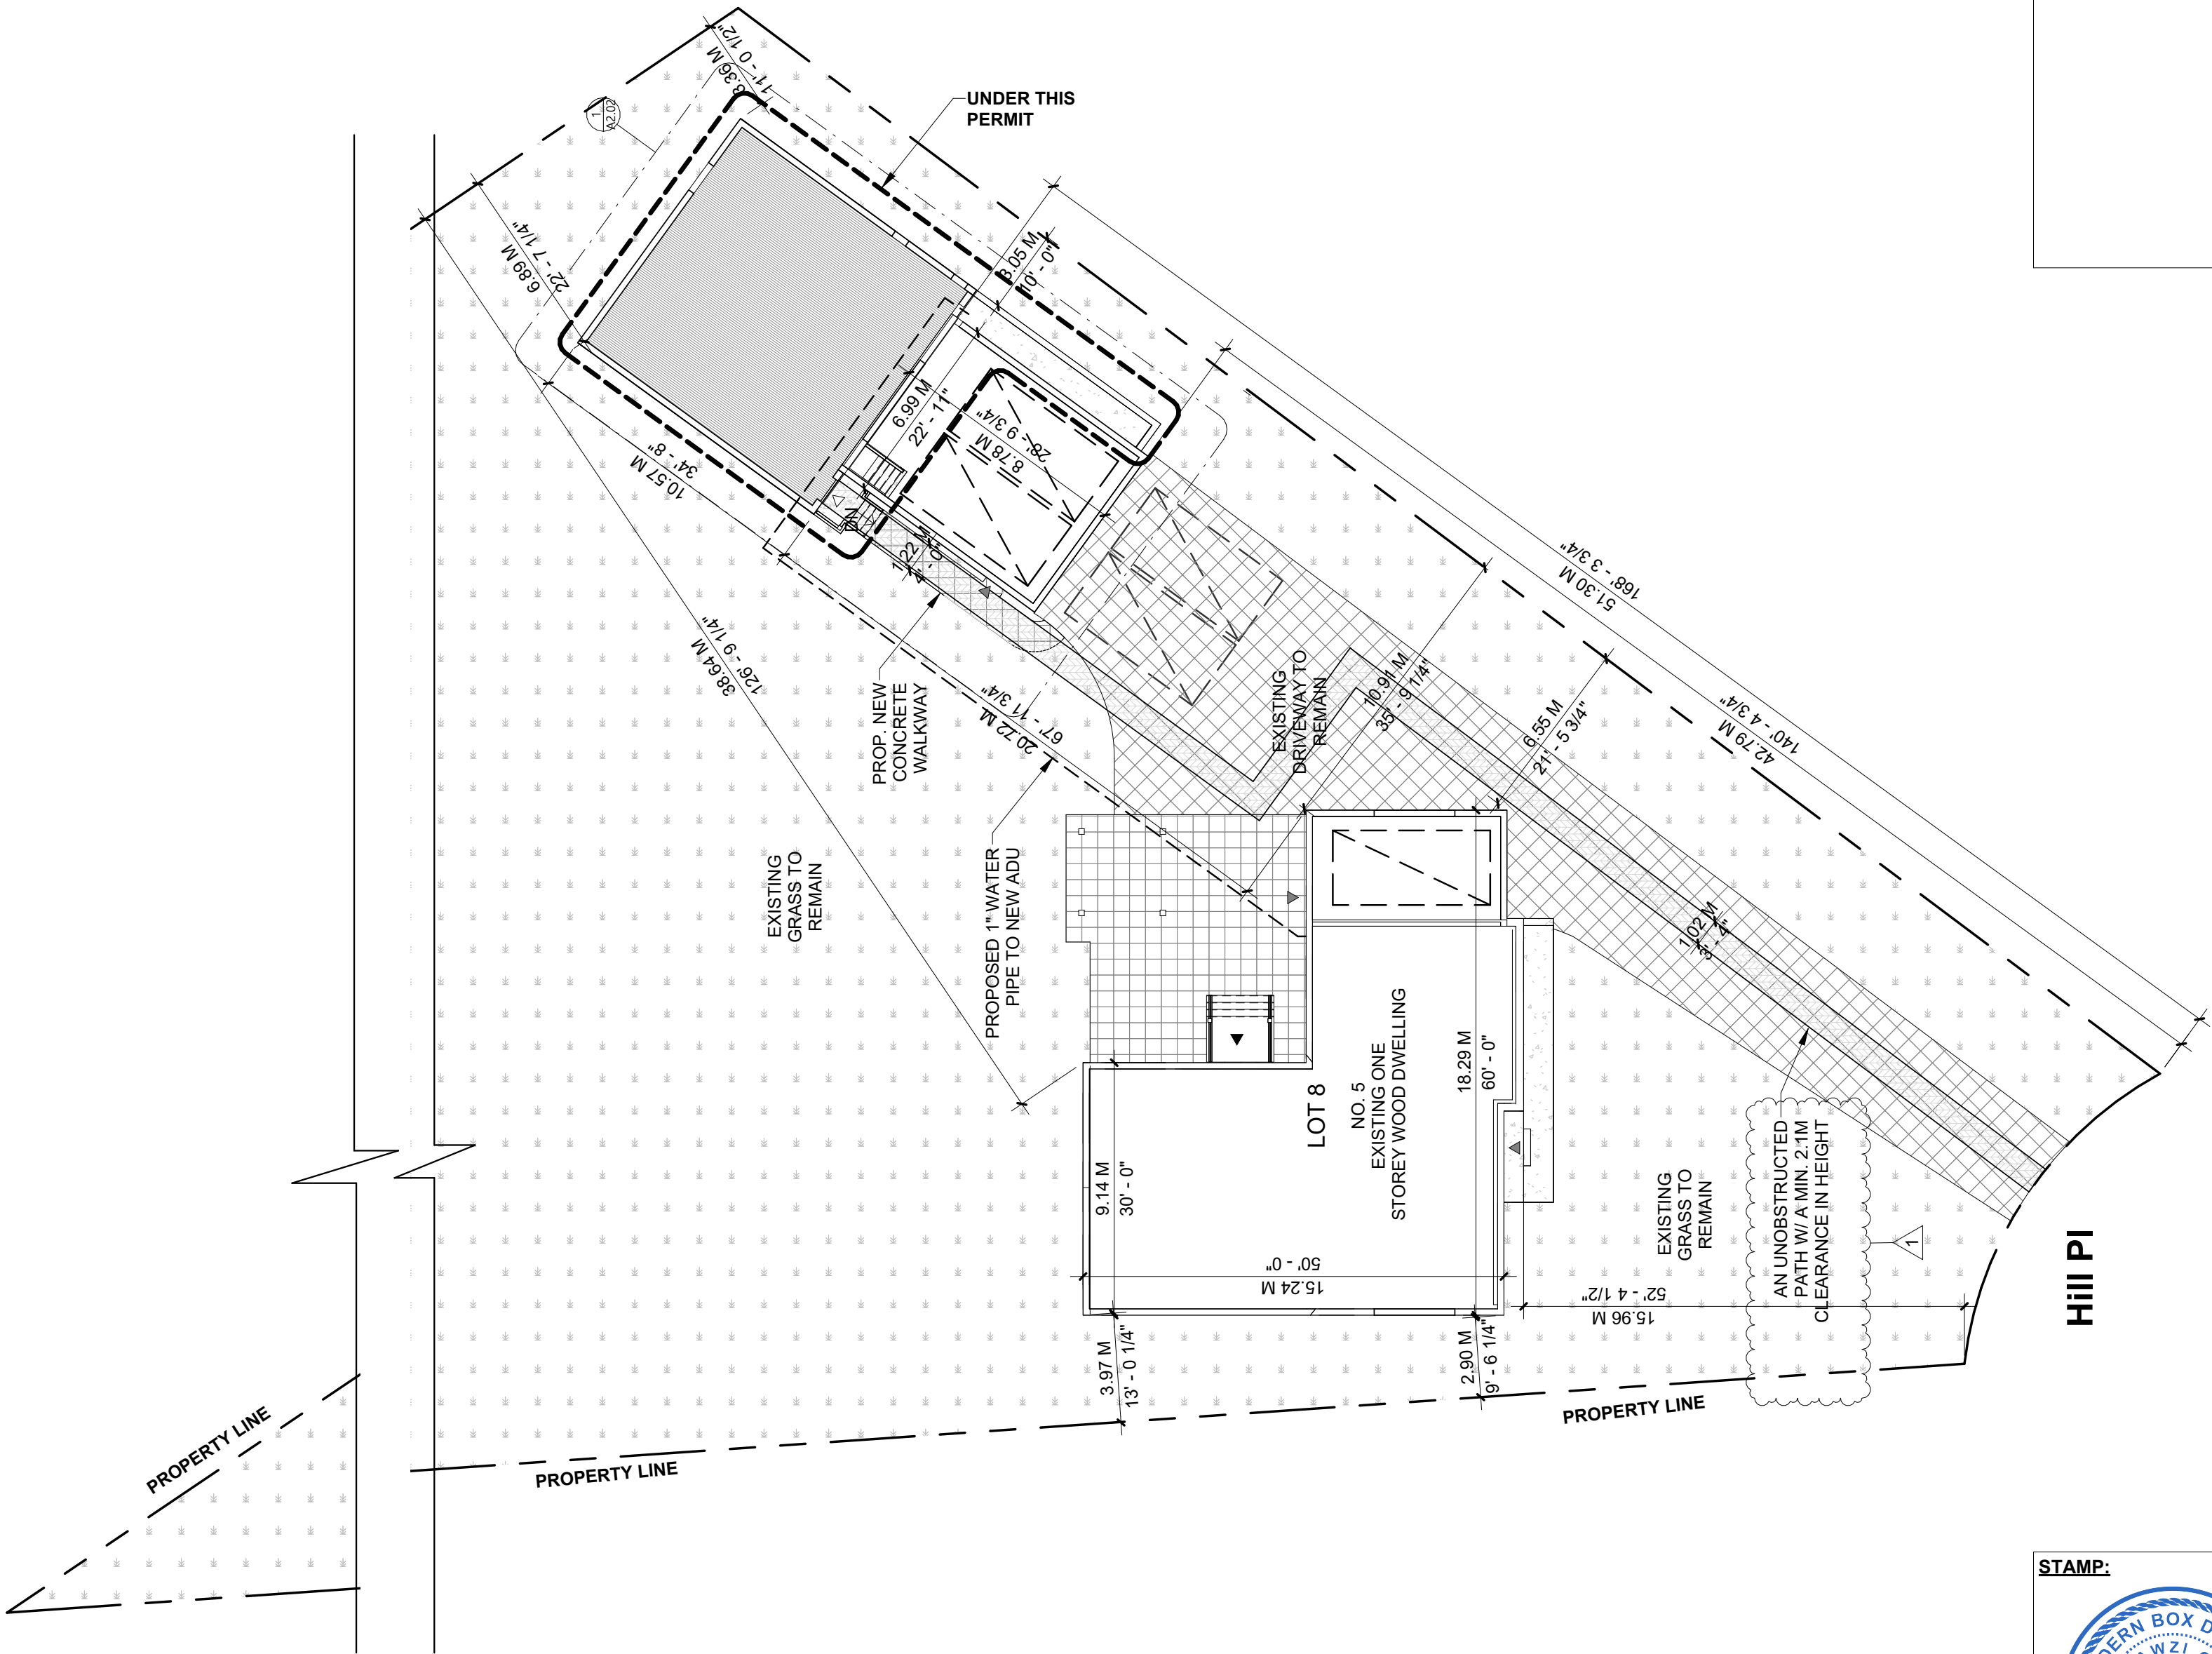 UNDER THIS
PERMIT
1
A2.02
3.36 M
11' - 0 1/2"
6.89 M
22' - 7 1/4"
3.05 M
10' - 0"
6.99 M
22' - 11"
28' - 9 3/4"
8.78 M
34' - 8"
10.57 M
DN
1.22 M
4' - 0"
126' - 9 1/4"
38.64 M
PROP. NEW
CONCRETE
WALKWAY
67' - 11 3/4"
20.72 M
EXISTING
DRIVEWAY TO
REMAIN
10.91 M
35' - 9 1/4"
6.55 M
21' - 5 3/4"
168' - 3 3/4"
51.30 M
140' - 4 3/4"
42.79 M
EXISTING
GRASS TO
REMAIN
PROPOSED 1" WATER
PIPE TO NEW ADU
1.02 M
3' - 4"
LOT 8
NO. 5
EXISTING ONE
STOREY WOOD DWELLING
18.29 M
60' - 0"
9.14 M
30' - 0"
50' - 0"
15.24 M
EXISTING
GRASS TO
REMAIN
AN UNOBSTRUCTED
PATH W/ A MIN. 2.1M
CLEARANCE IN HEIGHT
1
52' - 4 1/2"
15.96 M
3.97 M
13' - 0 1/4"
2.90 M
9' - 6 1/4"
Hill Pl
PROPERTY LINE
PROPERTY LINE
PROPERTY LINE
STAMP:
DERN BOX D
WZI